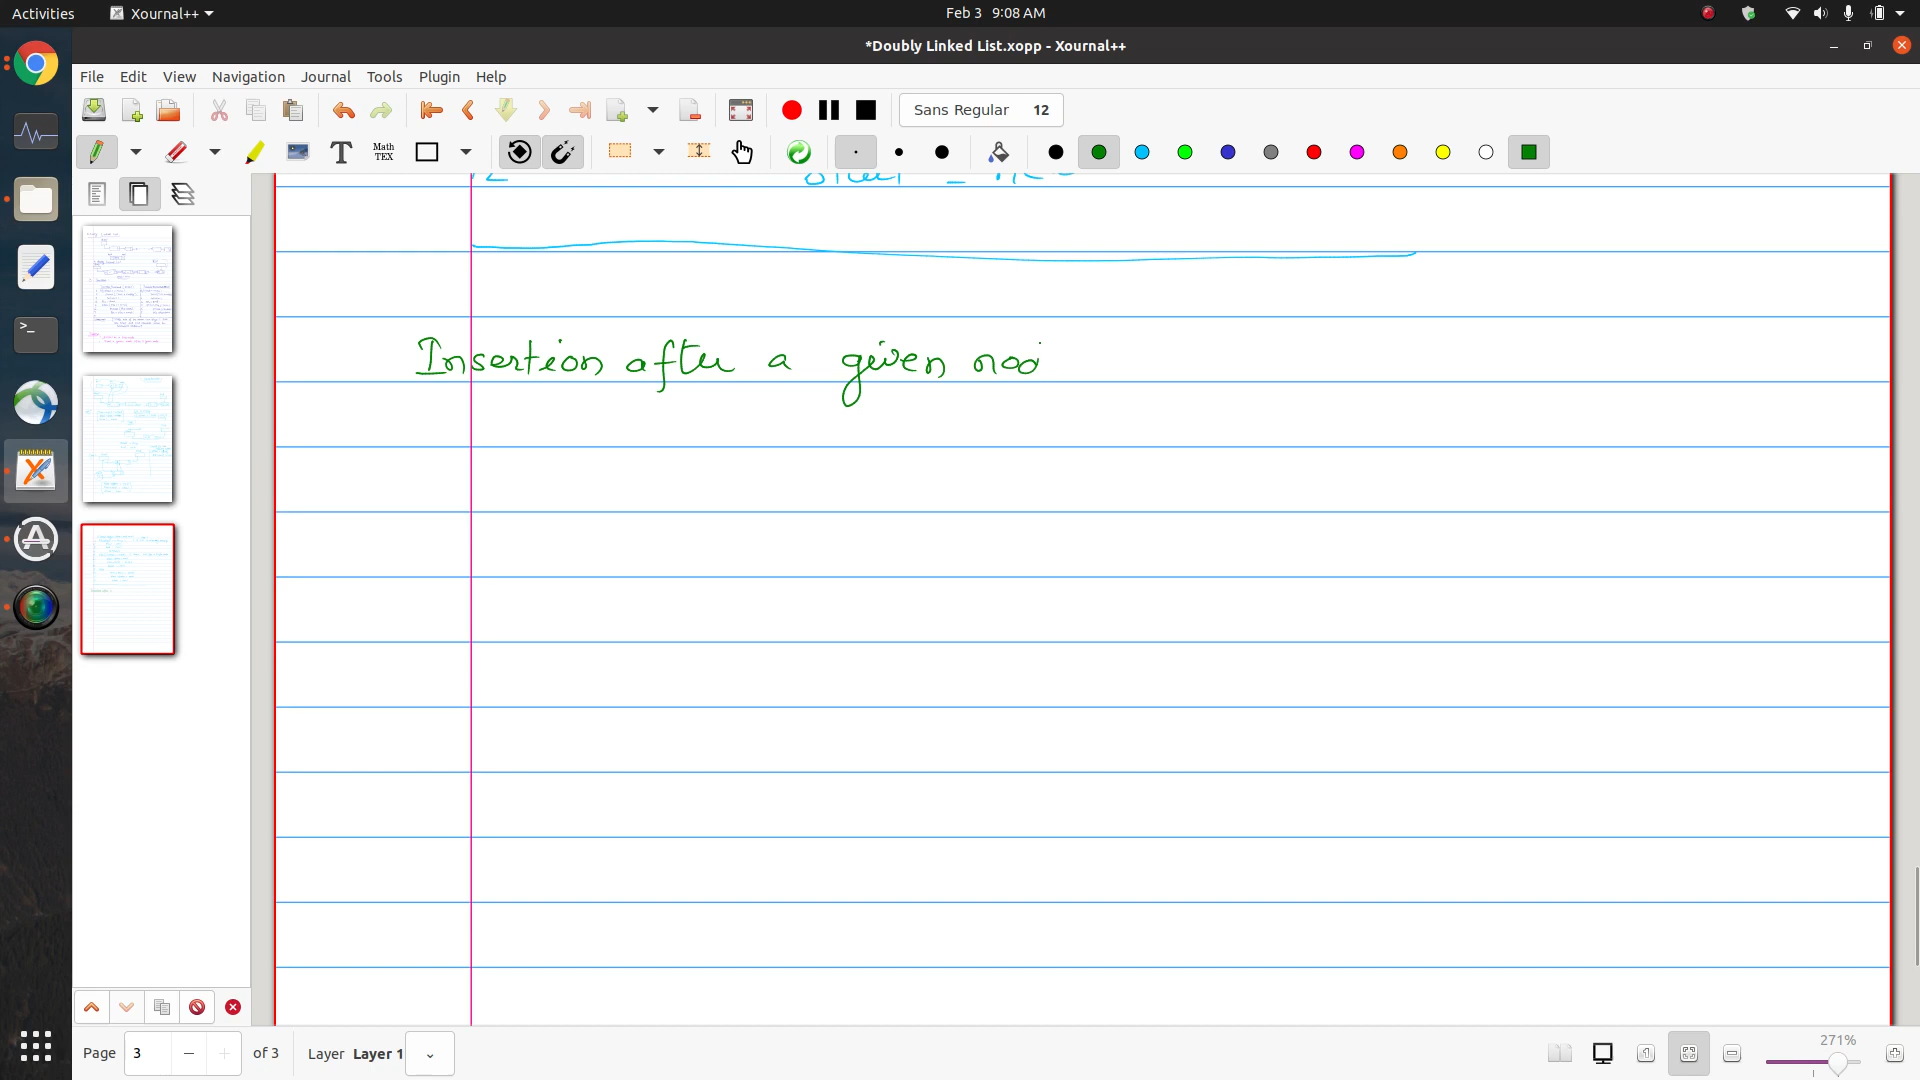 Activities Xournal++ Feb 3 9:08 AM
*Doubly Linked List.xopp - Xournal++
File Edit View Navigation Journal Tools Plugin Help
Sans Regular 12
T Math TEX
Insertion after a given nod
Page 3 of 3 Layer Layer 1 271%